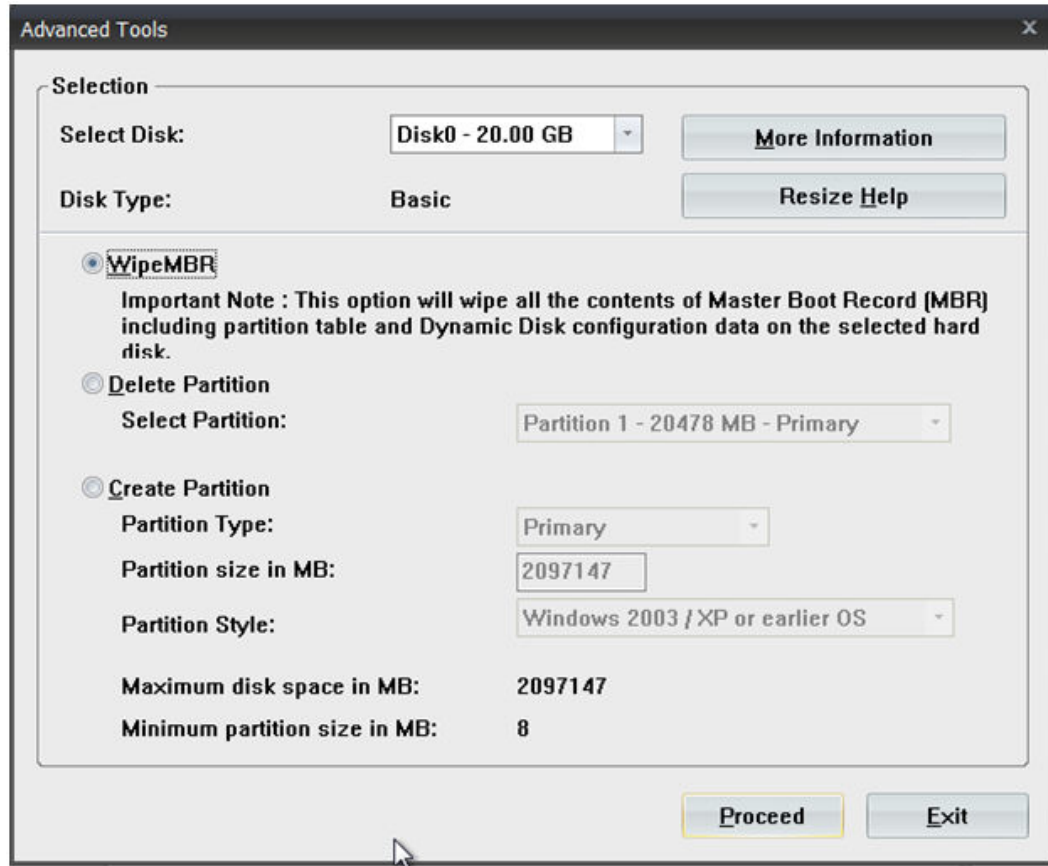 Advanced Tools
Selection
Select Disk: Disk0 - 20.00 GB More Information
Disk Type: Basic Resize Help
WipeMBR
Important Note : This option will wipe all the contents of Master Boot Record (MBR)
including partition table and Dynamic Disk configuration data on the selected hard
disk.
Delete Partition
Select Partition: Partition 1 - 20478 MB - Primary
Create Partition
Partition Type: Primary
Partition size in MB: 2097147
Partition Style: Windows 2003 / XP or earlier OS
Maximum disk space in MB: 2097147
Minimum partition size in MB: 8
Proceed Exit